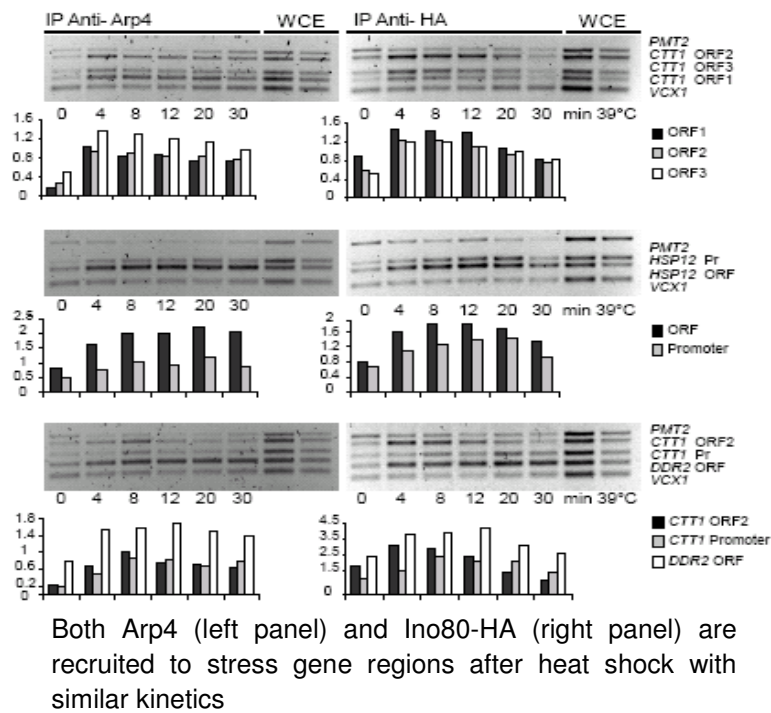 IP Anti- Arp4 WCE IP Anti -HA WCE
PMT2
CTT1 ORF2
CTT1 ORF3
CTT1 ORF1
VCX1
0 4 8 12 20 30 0 4 8 12 20 30 min 39°C
1.6
1.2
0.8
0.4
0
1.6
1.2
0.8
0.4
0
ORF1
ORF2
ORF3
PMT2
HSP12 Pr
HSP12 ORF
VCX1
0 4 8 12 20 30 0 4 8 12 20 30 min 39°C
2.5
2
1.5
1
0.5
0
2
1.6
1.2
0.8
0.4
0
ORF
Promoter
PMT2
CTT1 ORF2
CTT1 Pr
DDR2 ORF
VCX1
0 4 8 12 20 30 0 4 8 12 20 30 min 39°C
1.8
1.4
1
0.6
0.2
4.5
3.5
2.5
1.5
0.5
CTT1 ORF2
CTT1 Promoter
DDR2 ORF
Both Arp4 (left panel) and Ino80-HA (right panel) are
recruited to stress gene regions after heat shock with
similar kinetics